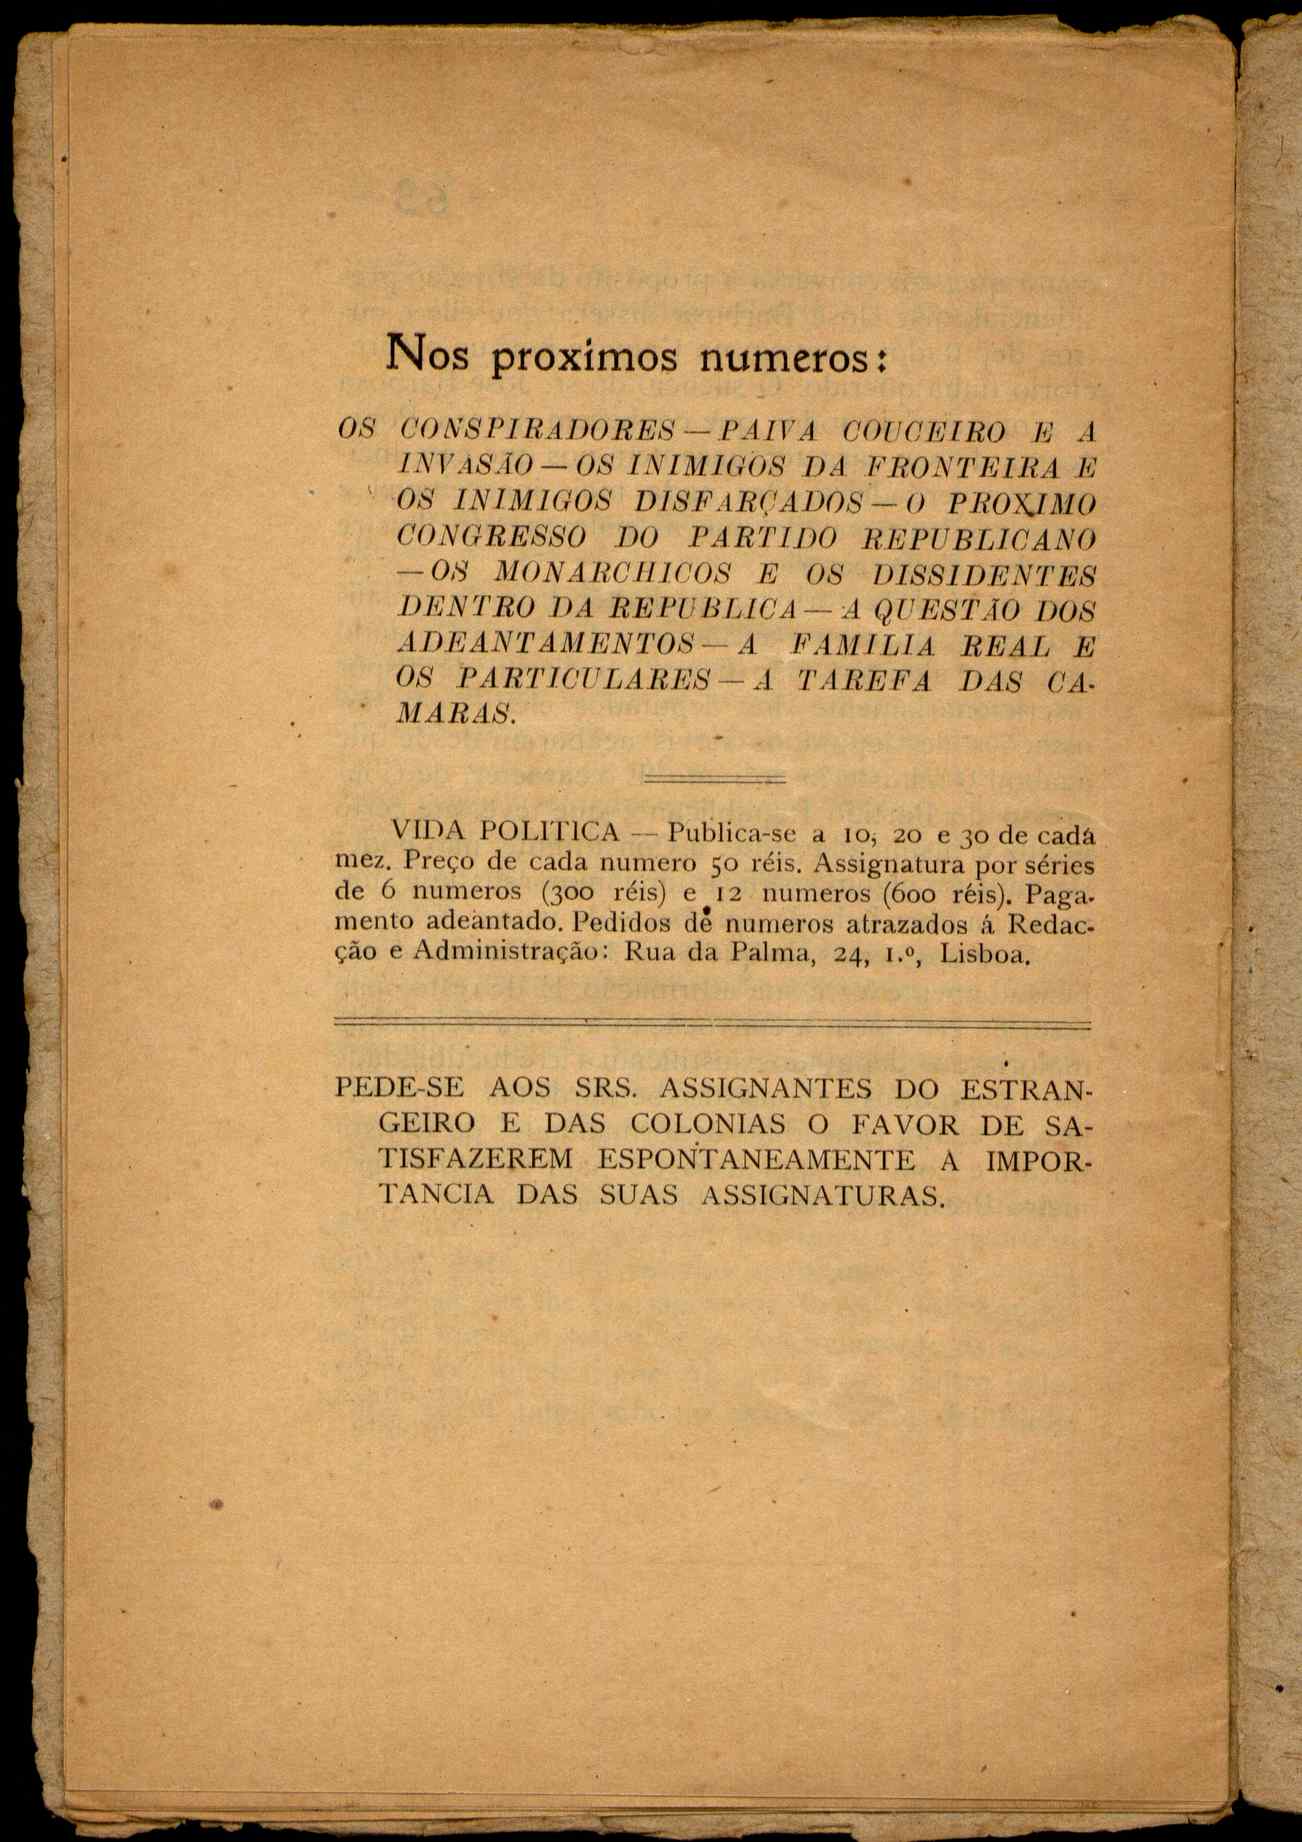 Nos proximos numeros:
OS CONSPIRADORES — PAIVA COUCEIRO E A
INVASÃO — OS INIMIGOS DA FRONTEIRA E
OS INIMIGOS DISFARÇADOS — O PROXIMO
CONGRESSO DO PARTIDO REPUBLICANO
— OS MONARCHICOS E OS DISSIDENTES
DENTRO DA REPUBLICA — A QUESTÃO DOS
ADEANTAMENTOS — A FAMILIA REAL E
OS PARTICULARES — A TAREFA DAS CA-
MARAS.
VIDA POLITICA — Publica-se a 10, 20 e 30 de cada
mez. Preço de cada numero 50 réis. Assignatura por séries
de 6 numeros (300 réis) e 12 numeros (600 réis). Paga-
mento adeantado. Pedidos de numeros atrazados á Redac-
ção e Administração: Rua da Palma, 24, 1.º, Lisboa.
PEDE-SE AOS SRS. ASSIGNANTES DO ESTRAN-
GEIRO E DAS COLONIAS O FAVOR DE SA-
TISFAZEREM ESPONTANEAMENTE A IMPOR-
TANCIA DAS SUAS ASSIGNATURAS.